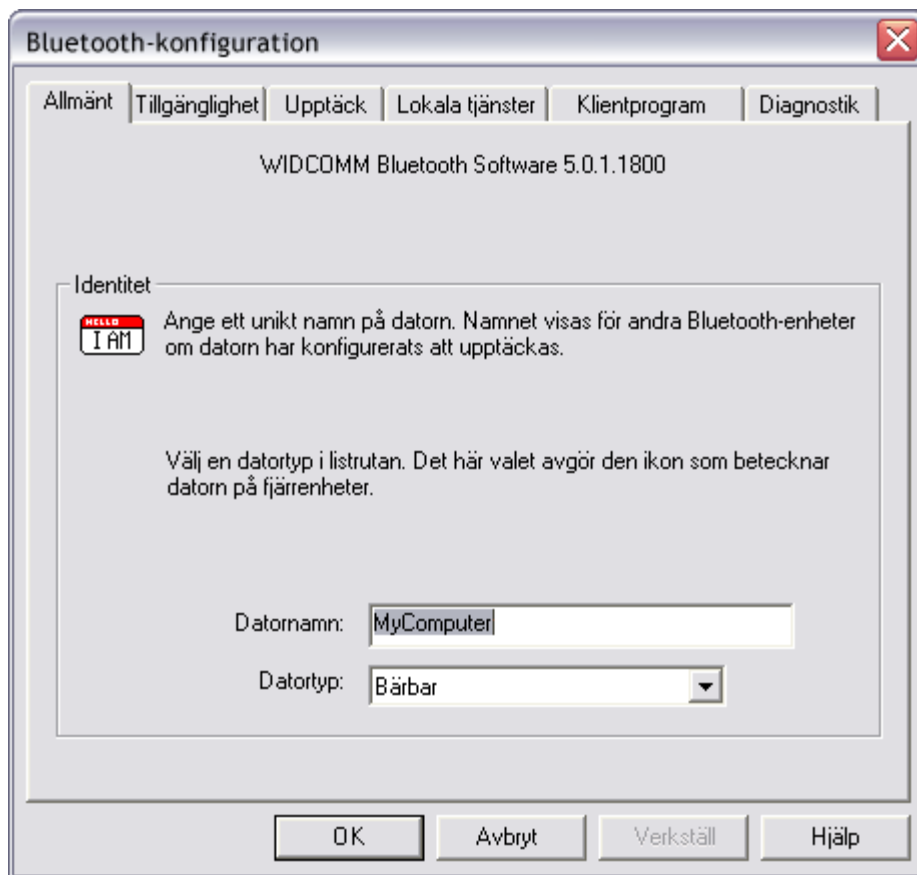 Bluetooth-konfiguration
Allmänt Tillgänglighet Upptäck Lokala tjänster Klientprogram Diagnostik
WIDCOMM Bluetooth Software 5.0.1.1800
Identitet
HELLO
I AM
Ange ett unikt namn på datorn. Namnet visas för andra Bluetooth-enheter
om datorn har konfigurerats att upptäckas.
Välj en datortyp i listrutan. Det här valet avgör den ikon som betecknar
datorn på fjärrenheter.
Datornamn: MyComputer
Datortyp: Bärbar
OK Avbryt Verkställ Hjälp